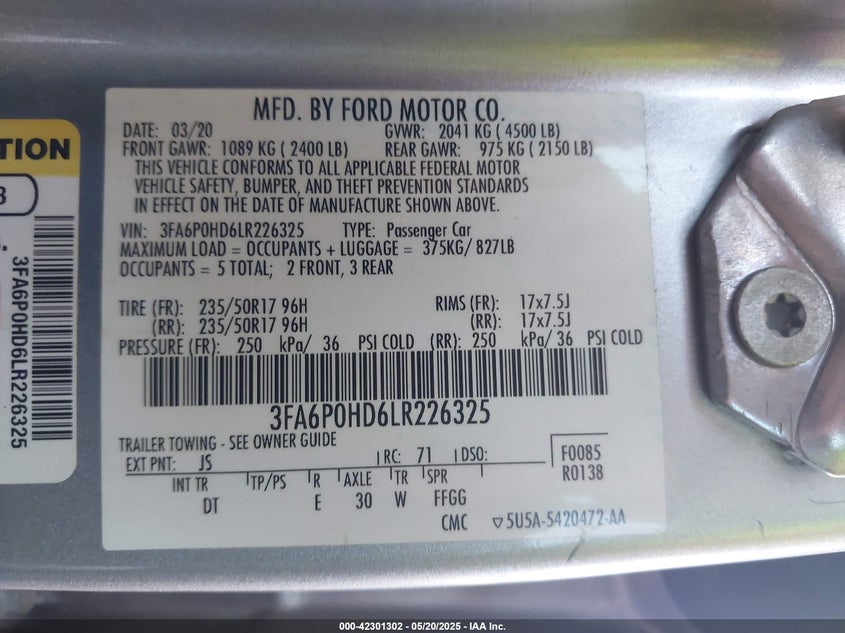 MFD. BY FORD MOTOR CO.
DATE: 03/20 GVWR: 2041 KG ( 4500 LB)
FRONT GAWR: 1089 KG ( 2400 LB) REAR GAWR: 975 KG ( 2150 LB)
THIS VEHICLE CONFORMS TO ALL APPLICABLE FEDERAL MOTOR
VEHICLE SAFETY, BUMPER, AND THEFT PREVENTION STANDARDS
IN EFFECT ON THE DATE OF MANUFACTURE SHOWN ABOVE.
VIN: 3FA6P0HD6LR226325 TYPE: Passenger Car
MAXIMUM LOAD = OCCUPANTS + LUGGAGE = 375KG/ 827LB
OCCUPANTS = 5 TOTAL; 2 FRONT, 3 REAR
TIRE (FR): 235/50R17 96H RIMS (FR): 17x7.5J
(RR): 235/50R17 96H (RR): 17x7.5J
PRESSURE (FR): 250 kPa/ 36 PSI COLD (RR): 250 kPa/ 36 PSI COLD
3FA6P0HD6LR226325
TRAILER TOWING - SEE OWNER GUIDE
EXT PNT: JS RC: 71 DSO: F0085
INT TR TP/PS R AXLE TR SPR R0138
DT E 30 W FFGG
CMC ▽5U5A-5420472-AA
TION
3
3FA6P0HD6LR226325
000-42301302 — 05/20/2025 — IAA Inc.